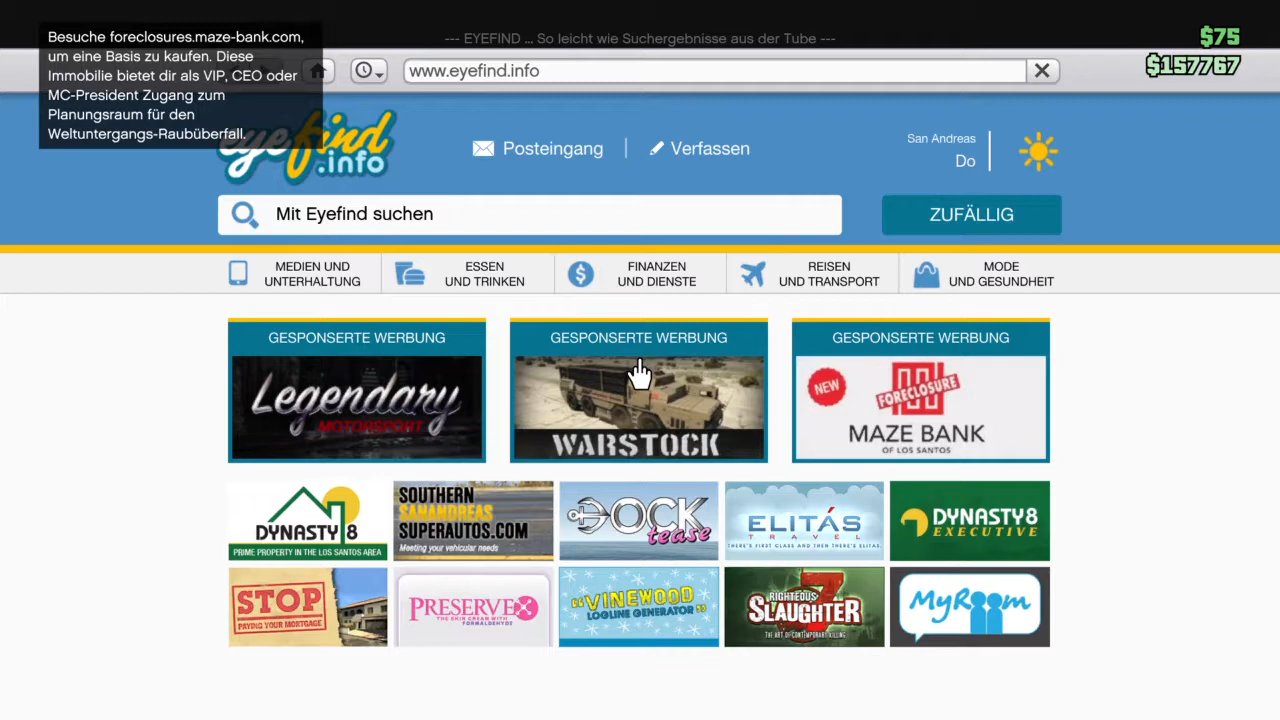 Besuche foreclosures.maze-bank.com,
um eine Basis zu kaufen. Diese
Immobilie bietet dir als VIP, CEO oder
MC-President Zugang zum
Planungsraum für den
Weltuntergangs-Raubüberfall.
--- EYEFIND ... So leicht wie Suchergebnisse aus der Tube ---
$75
$157767
www.eyefind.info
eyefind
.info
Posteingang
Verfassen
San Andreas
Do
Mit Eyefind suchen
ZUFÄLLIG
MEDIEN UND
UNTERHALTUNG
ESSEN
UND TRINKEN
FINANZEN
UND DIENSTE
REISEN
UND TRANSPORT
MODE
UND GESUNDHEIT
GESPONSERTE WERBUNG
Legendary
MOTORSPORT
GESPONSERTE WERBUNG
WARSTOCK
GESPONSERTE WERBUNG
NEW
FORECLOSURE
MAZE BANK
OF LOS SANTOS
DYNASTY 8
PRIME PROPERTY IN THE LOS SANTOS AREA
SOUTHERN
SANANDREAS
SUPERAUTOS.COM
Meeting your vehicular needs
DOCK
tease
ELITÁS
TRAVEL
THERE'S FIRST CLASS AND THEN THERE'S ELITAS
DYNASTY 8
EXECUTIVE
STOP
PAYING YOUR MORTGAGE
PRESERVEX
THE SKIN CREAM WITH
FORMALDEHYDE
"VINEWOOD
LOGLINE GENERATOR"
RIGHTEOUS
SLAUGHTER
7
THE ART OF CONTEMPORARY KILLING
MyRoom